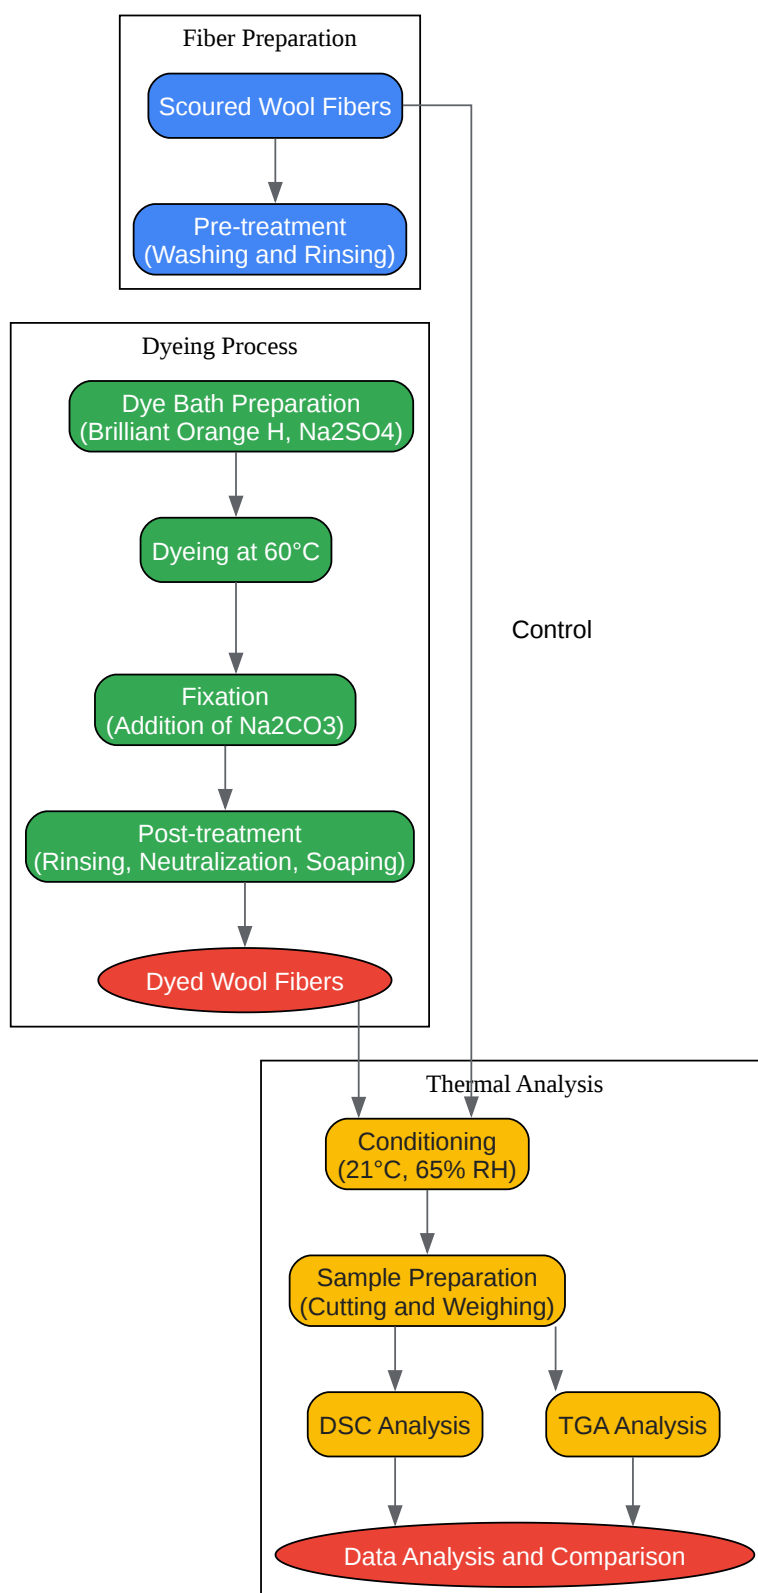 Fiber Preparation
Scoured Wool Fibers
Pre-treatment
(Washing and Rinsing)
Dyeing Process
Dye Bath Preparation
(Brilliant Orange H, Na2SO4)
Dyeing at 60°C
Control
Fixation
(Addition of Na2CO3)
Post-treatment
(Rinsing, Neutralization, Soaping)
Dyed Wool Fibers
Thermal Analysis
Conditioning
(21°C, 65% RH)
Sample Preparation
(Cutting and Weighing)
DSC Analysis
TGA Analysis
Data Analysis and Comparison